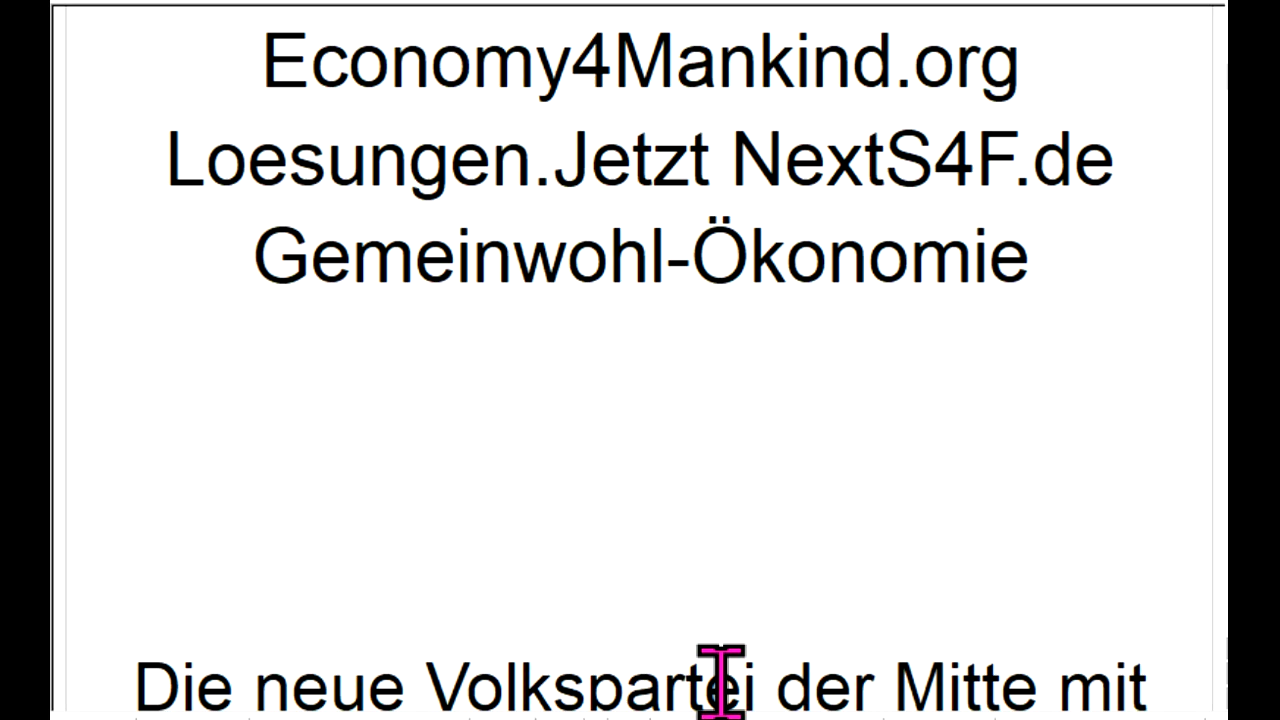 Economy4Mankind.org
Loesungen.Jetzt NextS4F.de
Gemeinwohl-Ökonomie
Die neue Volkspartei der Mitte mit